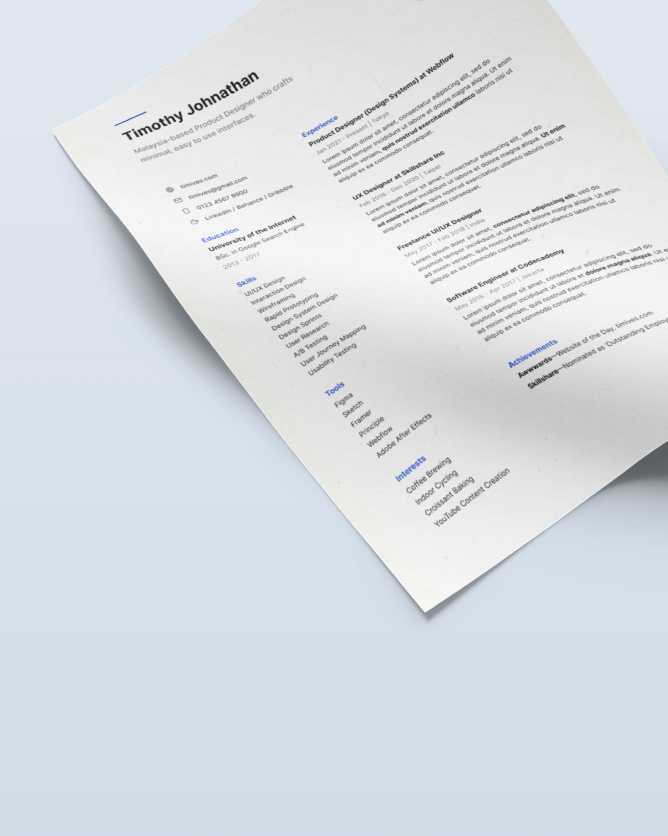 Timothy Johnathan
Malaysia-based Product Designer who crafts
minimal, easy to use interfaces.
timives.com
timives@gmail.com
0123 4567 8900
LinkedIn / Behance / Dribbble
Education
University of the Internet
BSc. in Google Search Engine
2013 - 2017
Skills
UI/UX Design
Interaction Design
Wireframing
Rapid Prototyping
Design System Design
Design Sprints
User Research
A/B Testing
User Journey Mapping
Usability Testing
Tools
Figma
Sketch
Framer
Principle
Webflow
Adobe After Effects
Interests
Coffee Brewing
Indoor Cycling
Croissant Baking
YouTube Content Creation
Experience
Product Designer (Design Systems) at Webflow
Jan 2021 - Present | Tokyo
Lorem ipsum dolor sit amet, consectetur adipiscing elit, sed do
eiusmod tempor incididunt ut labore et dolore magna aliqua. Ut enim
ad minim veniam, quis nostrud exercitation ullamco laboris nisi ut
aliquip ex ea commodo consequat.
UX Designer at Skillshare Inc
Feb 2018 - Dec 2020 | Taipei
Lorem ipsum dolor sit amet, consectetur adipiscing elit, sed do
eiusmod tempor incididunt ut labore et dolore magna aliqua. Ut enim
ad minim veniam, quis nostrud exercitation ullamco laboris nisi ut
aliquip ex ea commodo consequat.
Freelance UI/UX Designer
May 2017 - Feb 2018 | India
Lorem ipsum dolor sit amet, consectetur adipiscing elit, sed do
eiusmod tempor incididunt ut labore et dolore magna aliqua. Ut enim
ad minim veniam, quis nostrud exercitation ullamco laboris nisi ut
aliquip ex ea commodo consequat.
Software Engineer at Codecademy
May 2016 - Apr 2017 | Jakarta
Lorem ipsum dolor sit amet, consectetur adipiscing elit, sed do
eiusmod tempor incididunt ut labore et dolore magna aliqua. Ut
ad minim veniam, quis nostrud exercitation ullamco laboris nisi
aliquip ex ea commodo consequat.
Achievements
Awwwards—Website of the Day, timives.com
Skillshare—Nominated as 'Outstanding Employ